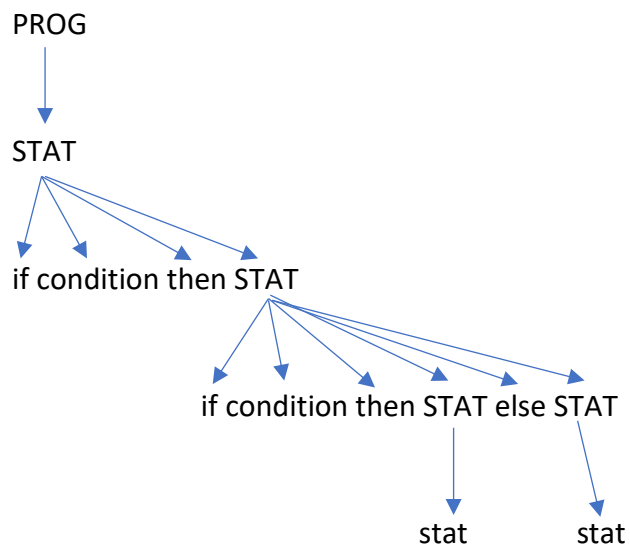 PROG
STAT
if condition then STAT
if condition then STAT else STAT
stat stat